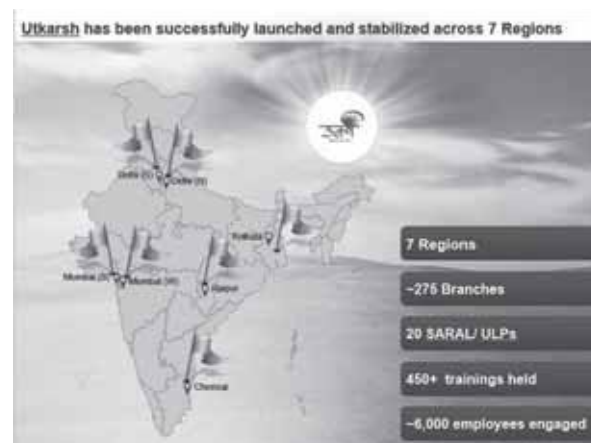 Utkarsh has been successfully launched and stabilized across 7 Regions
Delhi (N)
Kolkata
Mumbai (W)
Chennai
7 Regions
~275 Branches
20 SARAL/ ULPs
450+ trainings held
~6,000 employees engaged